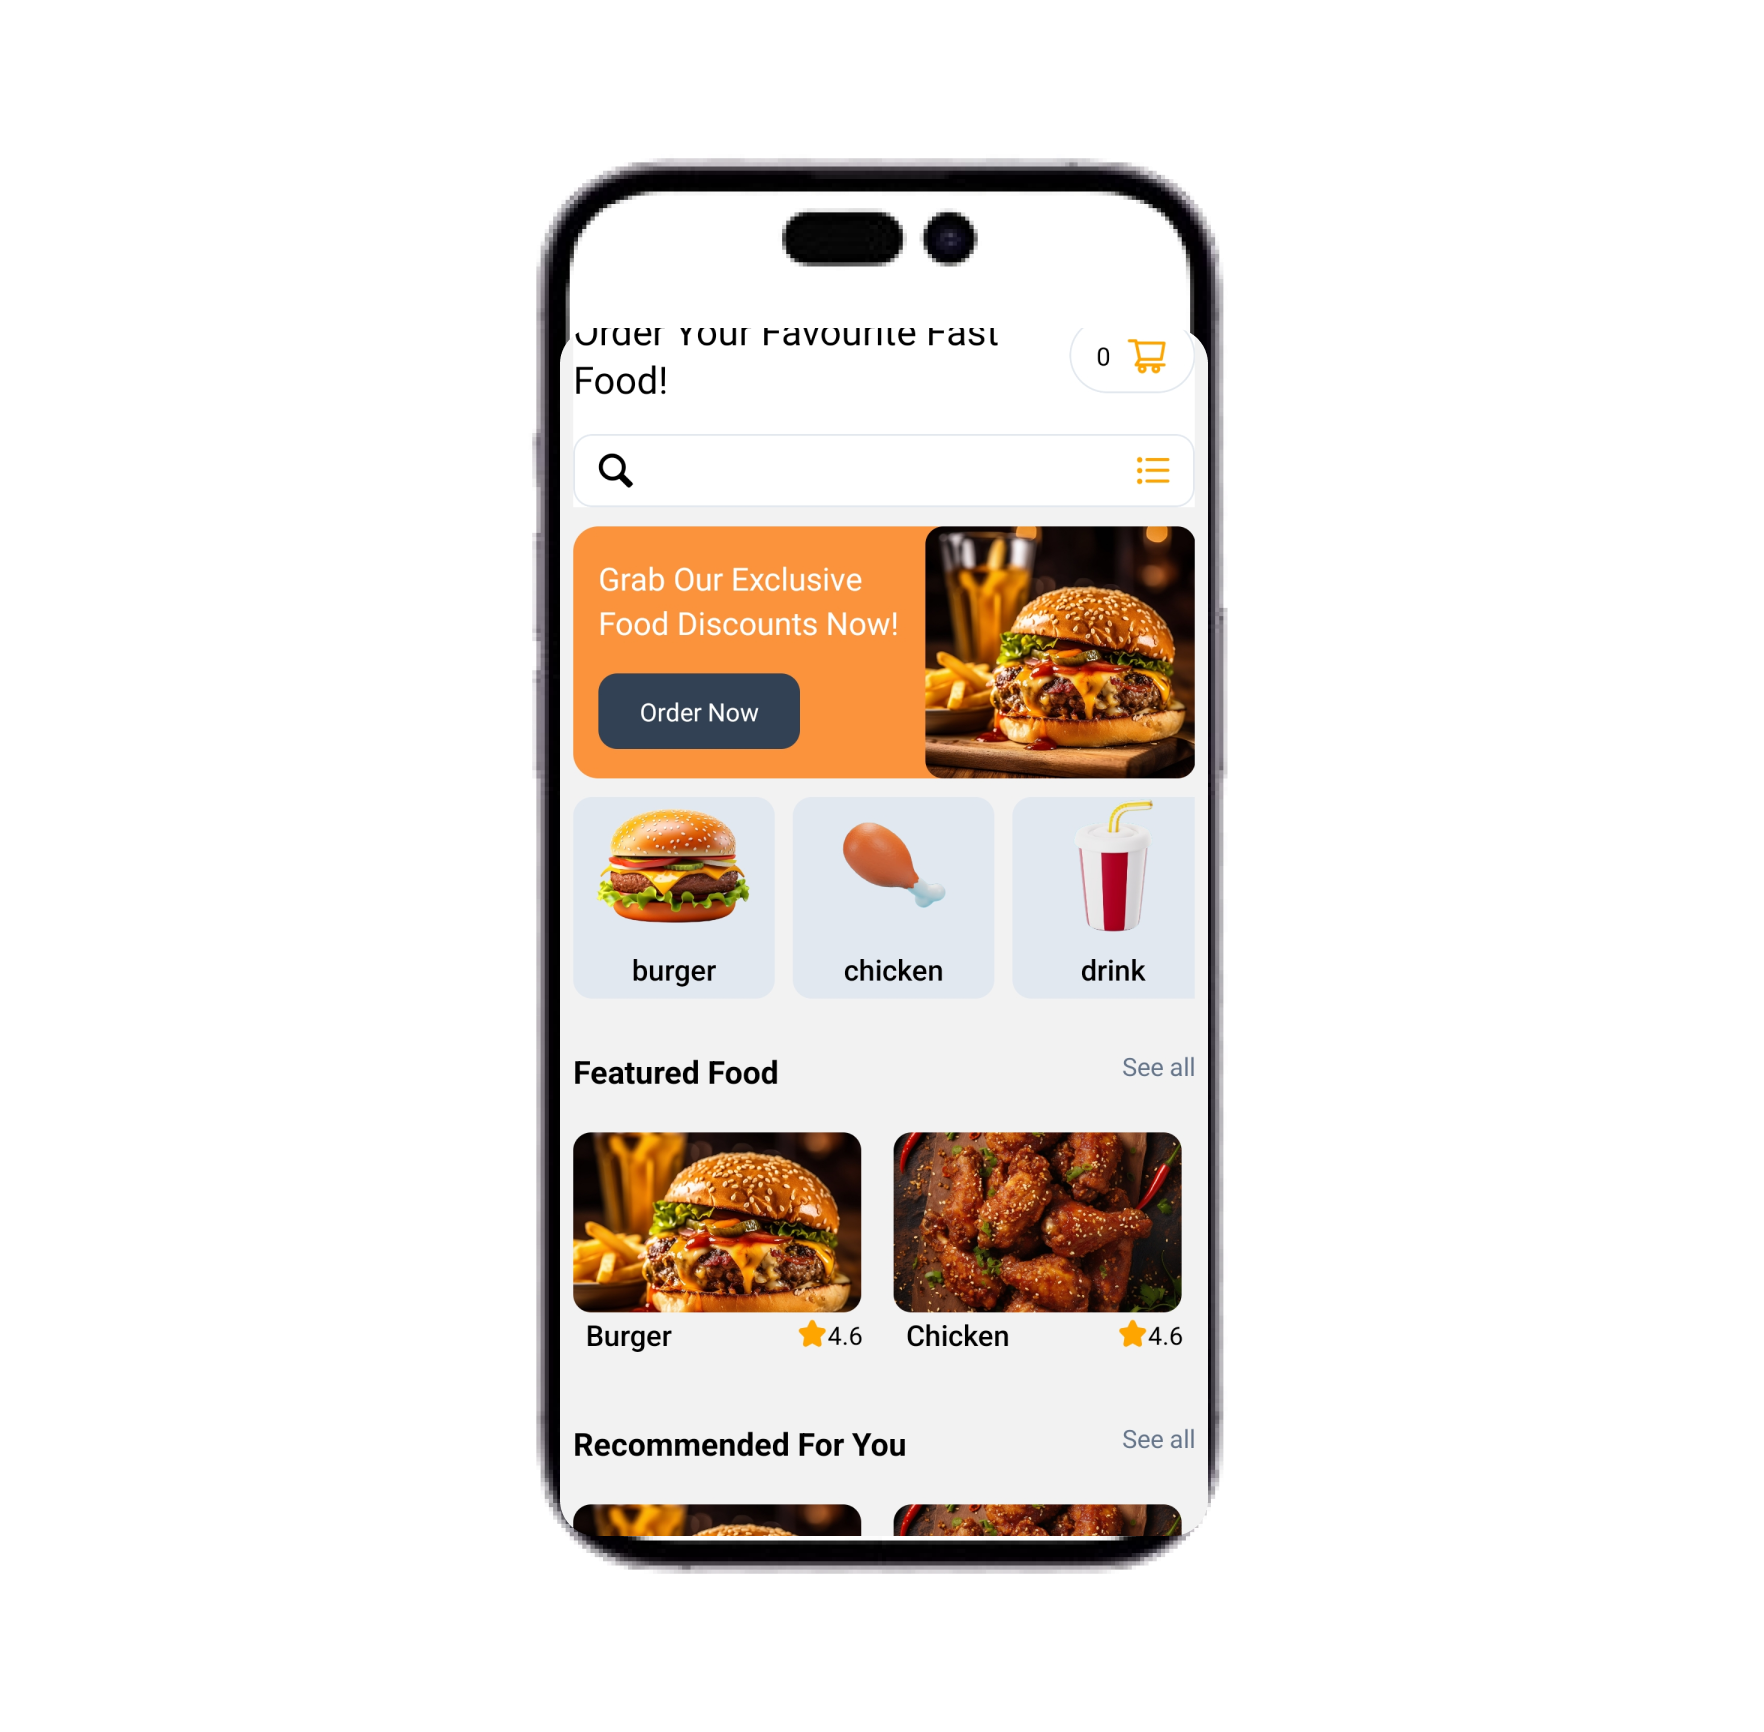 Order Your Favourite Fast
Food!
0
Grab Our Exclusive
Food Discounts Now!
Order Now
burger
chicken
drink
Featured Food
See all
Burger
4.6
Chicken
4.6
Recommended For You
See all